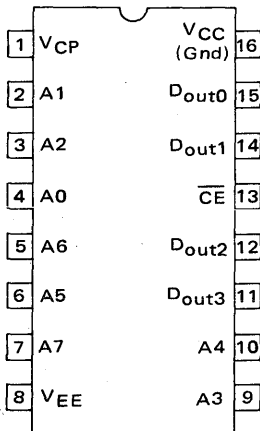 1 VCP VCC (Gnd) 16
2 A1 Dout0 15
3 A2 Dout1 14
4 A0 C̅E̅ 13
5 A6 Dout2 12
6 A5 Dout3 11
7 A7 A4 10
8 VEE A3 9